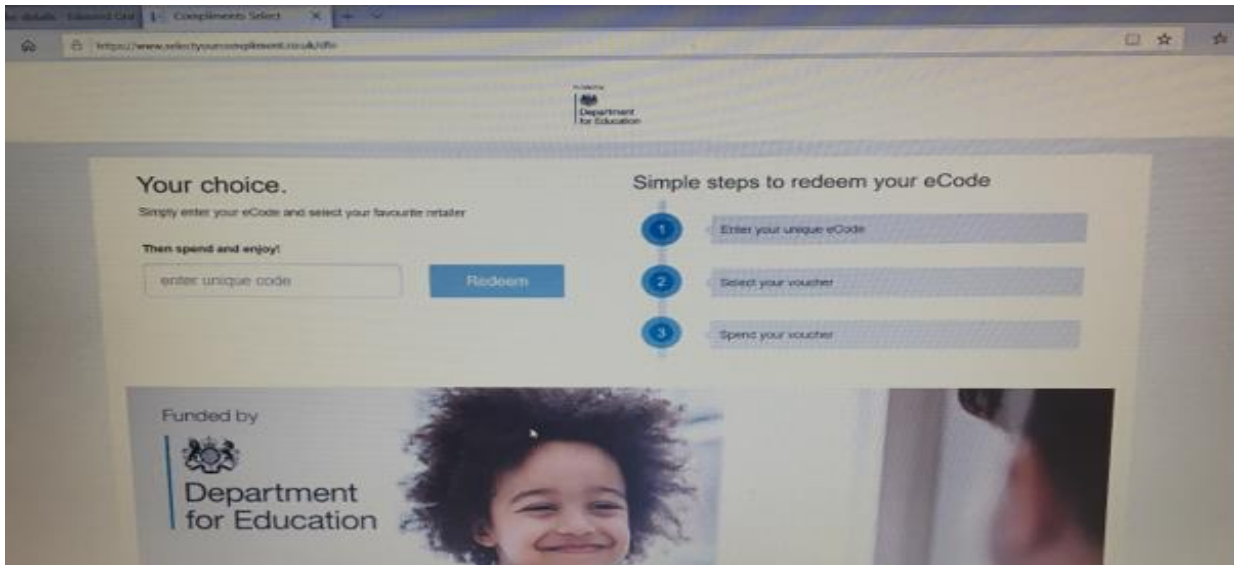 Compliments Select
https://www.selectyourcompliment.co.uk/dfe
Department
for Education
Your choice.
Simply enter your eCode and select your favourite retailer
Then spend and enjoy!
enter unique code
Redeem
Simple steps to redeem your eCode
1
Enter your unique eCode
2
Select your voucher
3
Spend your voucher
Funded by
Department
for Education